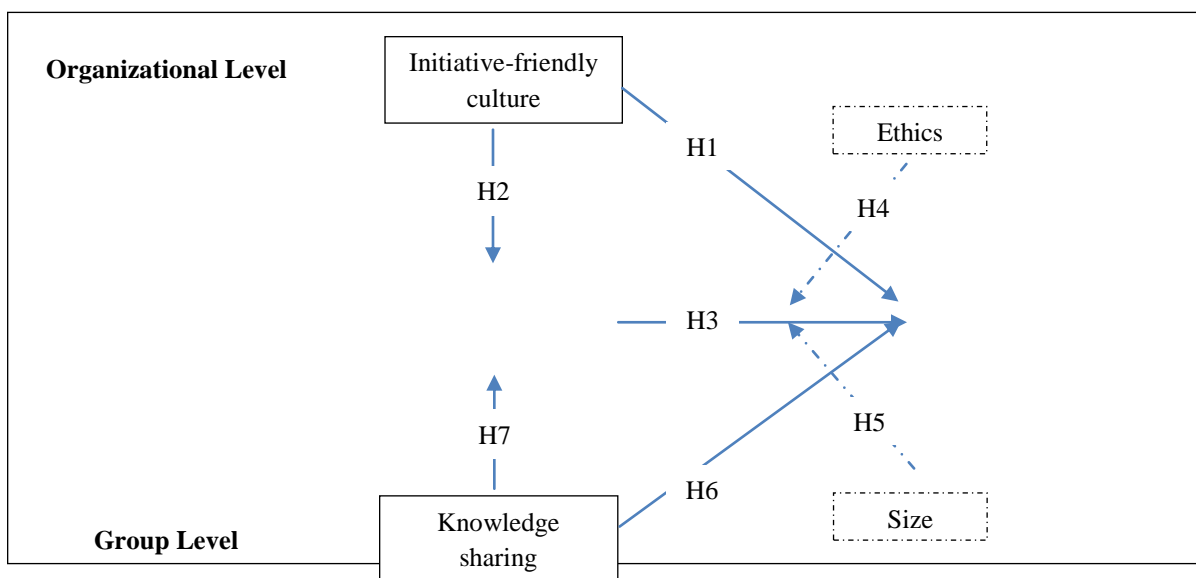 Organizational Level
Initiative-friendly
culture
Ethics
H1
H2
H4
H3
H5
H7
H6
Knowledge
sharing
Size
Group Level